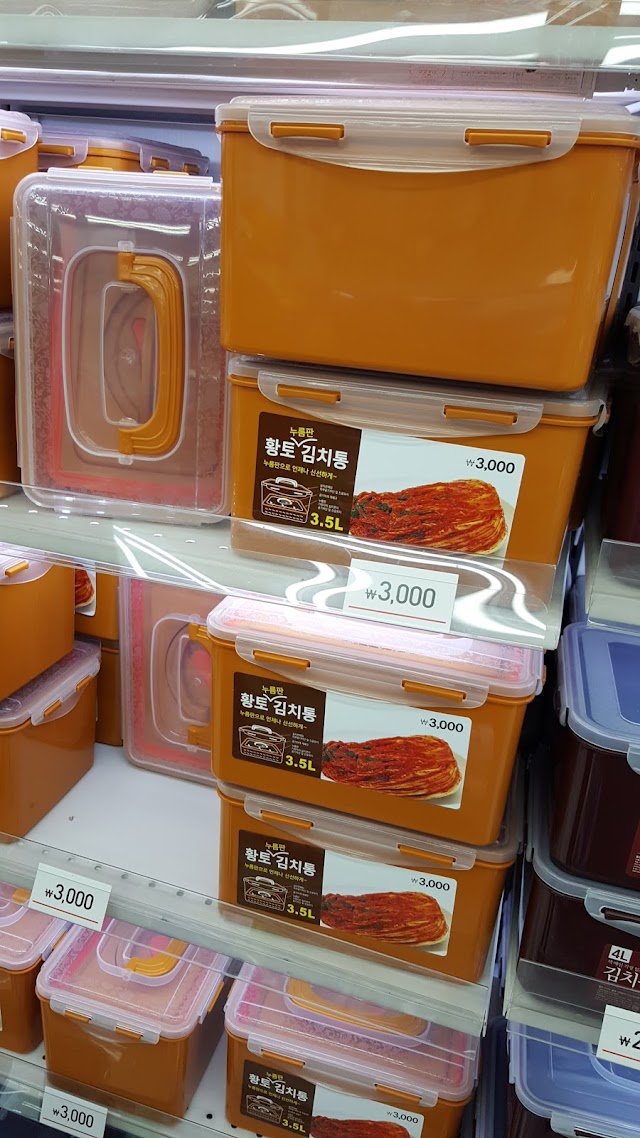 누름판
황토 김치통
누름판으로 언제나 신선하게~
3.5L
₩3,000
₩3,000
누름판
황토 김치통
누름판으로 언제나 신선하게~
3.5L
₩3,000
누름판
황토 김치통
누름판으로 언제나 신선하게~
3.5L
₩3,000
₩3,000
4L
김치
₩2
누름판
황토 김치통
3.5L
₩3,000
₩3,000